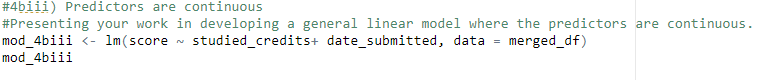 #4biii) Predictors are continuous
#Presenting your work in developing a general linear model where the predictors are continuous.
mod_4biii <- lm(score ~ studied_credits+ date_submitted, data = merged_df)
mod_4biii